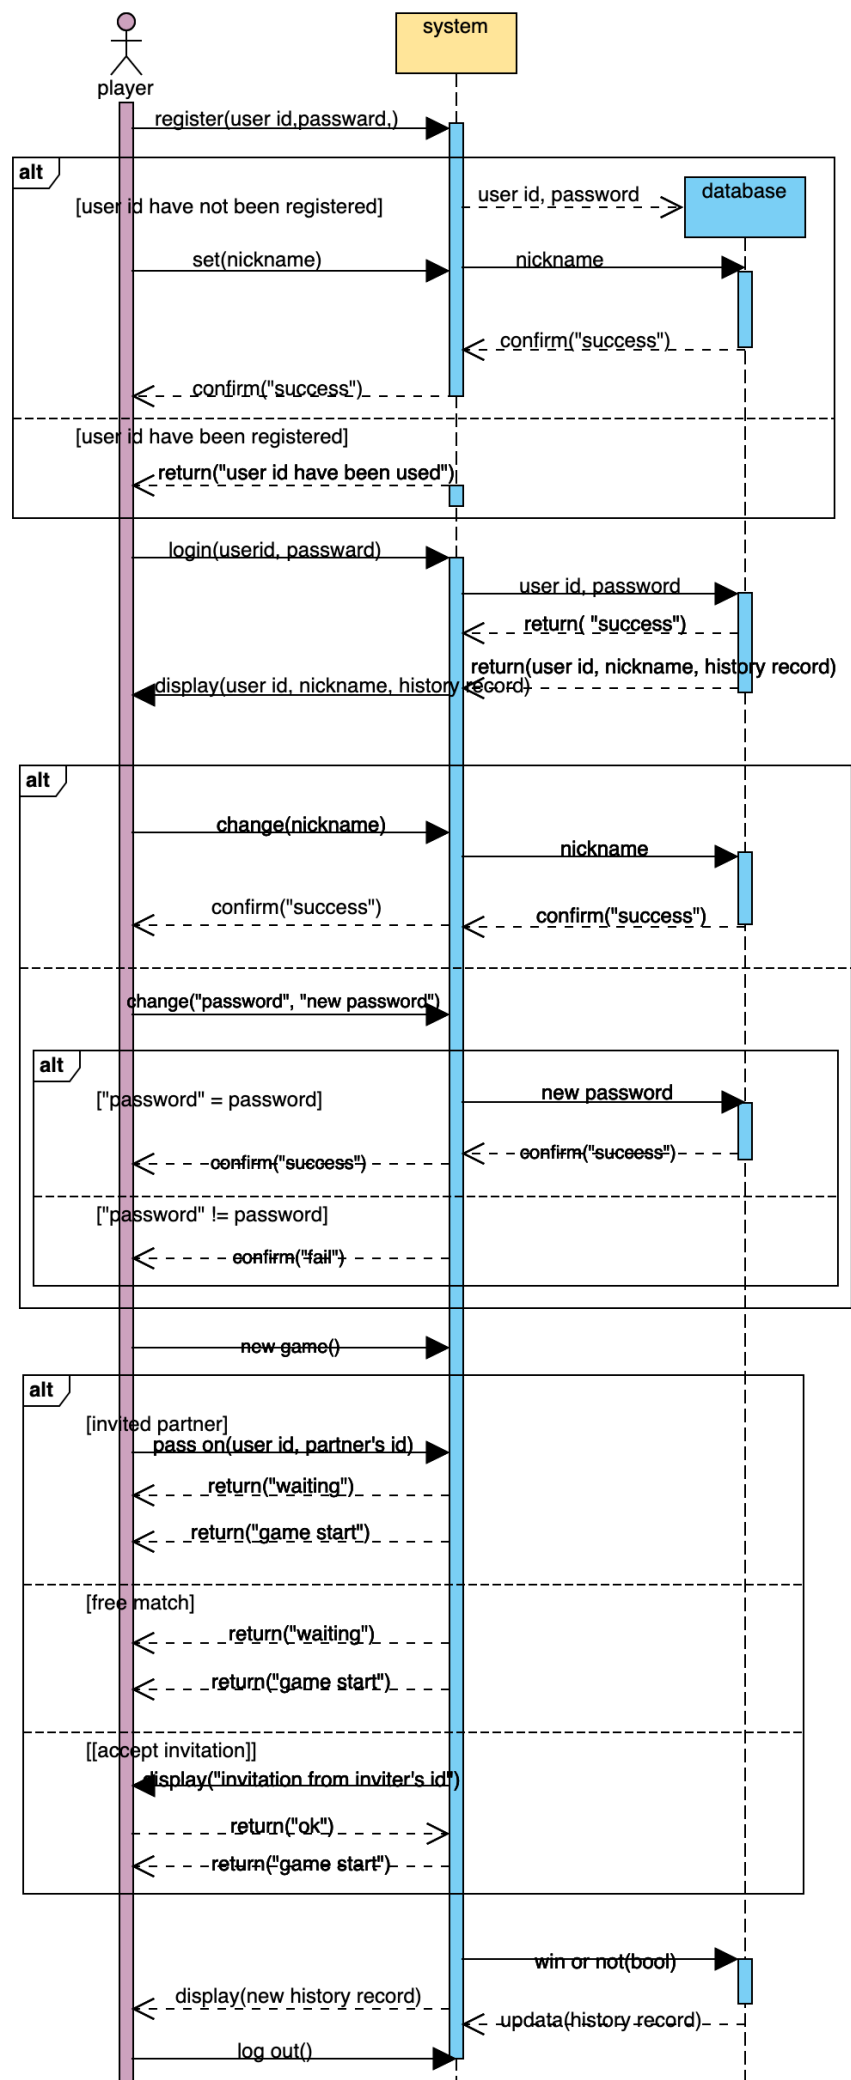 system
player
register(user id,passward,)
alt
user id, password
database
[user id have not been registered]
set(nickname)
nickname
confirm("success")
confirm("success")
[user id have been registered]
return("user id have been used")
login(userid, passward)
user id, password
return( "success")
return(user id, nickname, history record)
display(user id, nickname, history record)
alt
change(nickname)
nickname
confirm("success")
confirm("success")
change("password", "new password")
alt
["password" = password]
new password
confirm("success")
confirm("success")
["password" != password]
confirm("fail")
new game()
alt
[invited partner]
pass on(user id, partner's id)
return("waiting")
return("game start")
[free match]
return("waiting")
return("game start")
[[accept invitation]]
display("invitation from inviter's id")
return("ok")
return("game start")
win or not(bool)
display(new history record)
updata(history record)
log out()